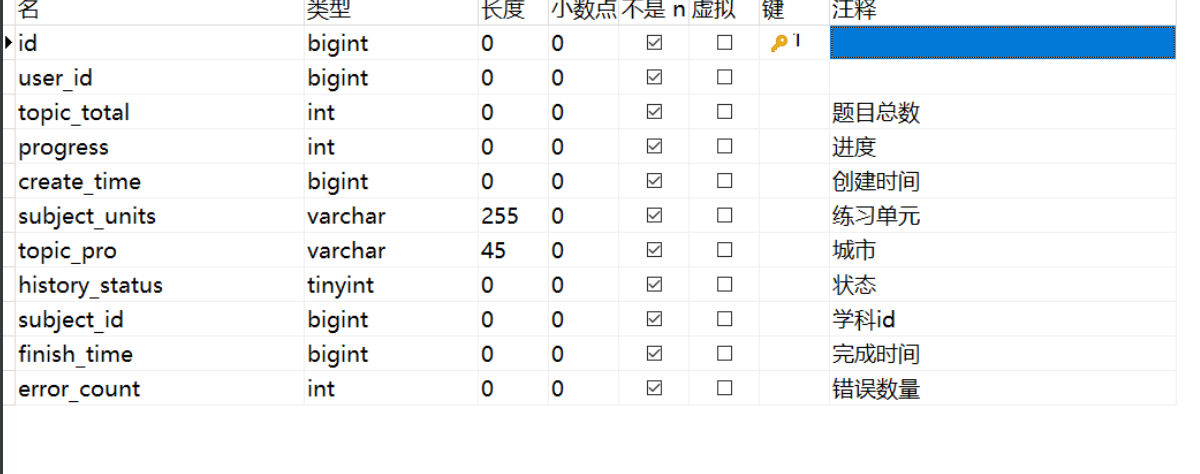 名 类型 长度 小数点 不是 n 虚拟 键 注释
id bigint 0 0 1
user_id bigint 0 0
topic_total int 0 0 题目总数
progress int 0 0 进度
create_time bigint 0 0 创建时间
subject_units varchar 255 0 练习单元
topic_pro varchar 45 0 城市
history_status tinyint 0 0 状态
subject_id bigint 0 0 学科id
finish_time bigint 0 0 完成时间
error_count int 0 0 错误数量